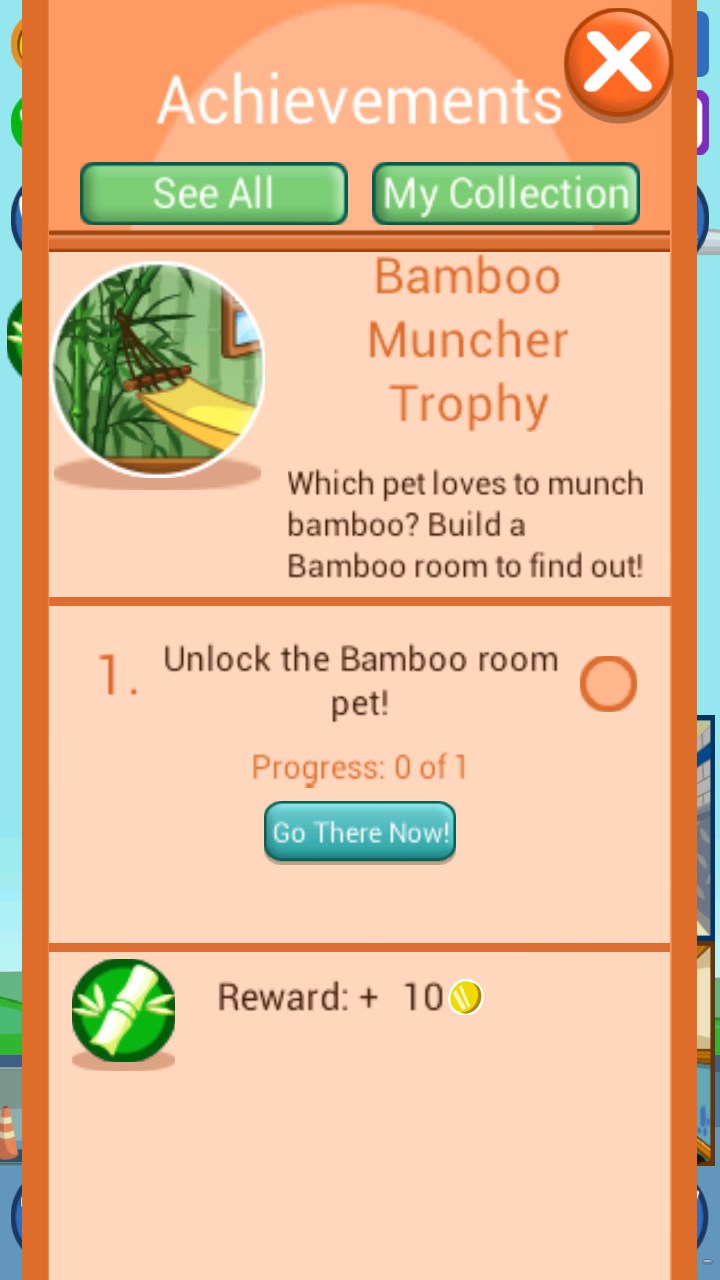 Achievements
See All
My Collection
Bamboo
Muncher
Trophy
Which pet loves to munch
bamboo? Build a
Bamboo room to find out!
1. Unlock the Bamboo room
pet!
Progress: 0 of 1
Go There Now!
Reward: + 10